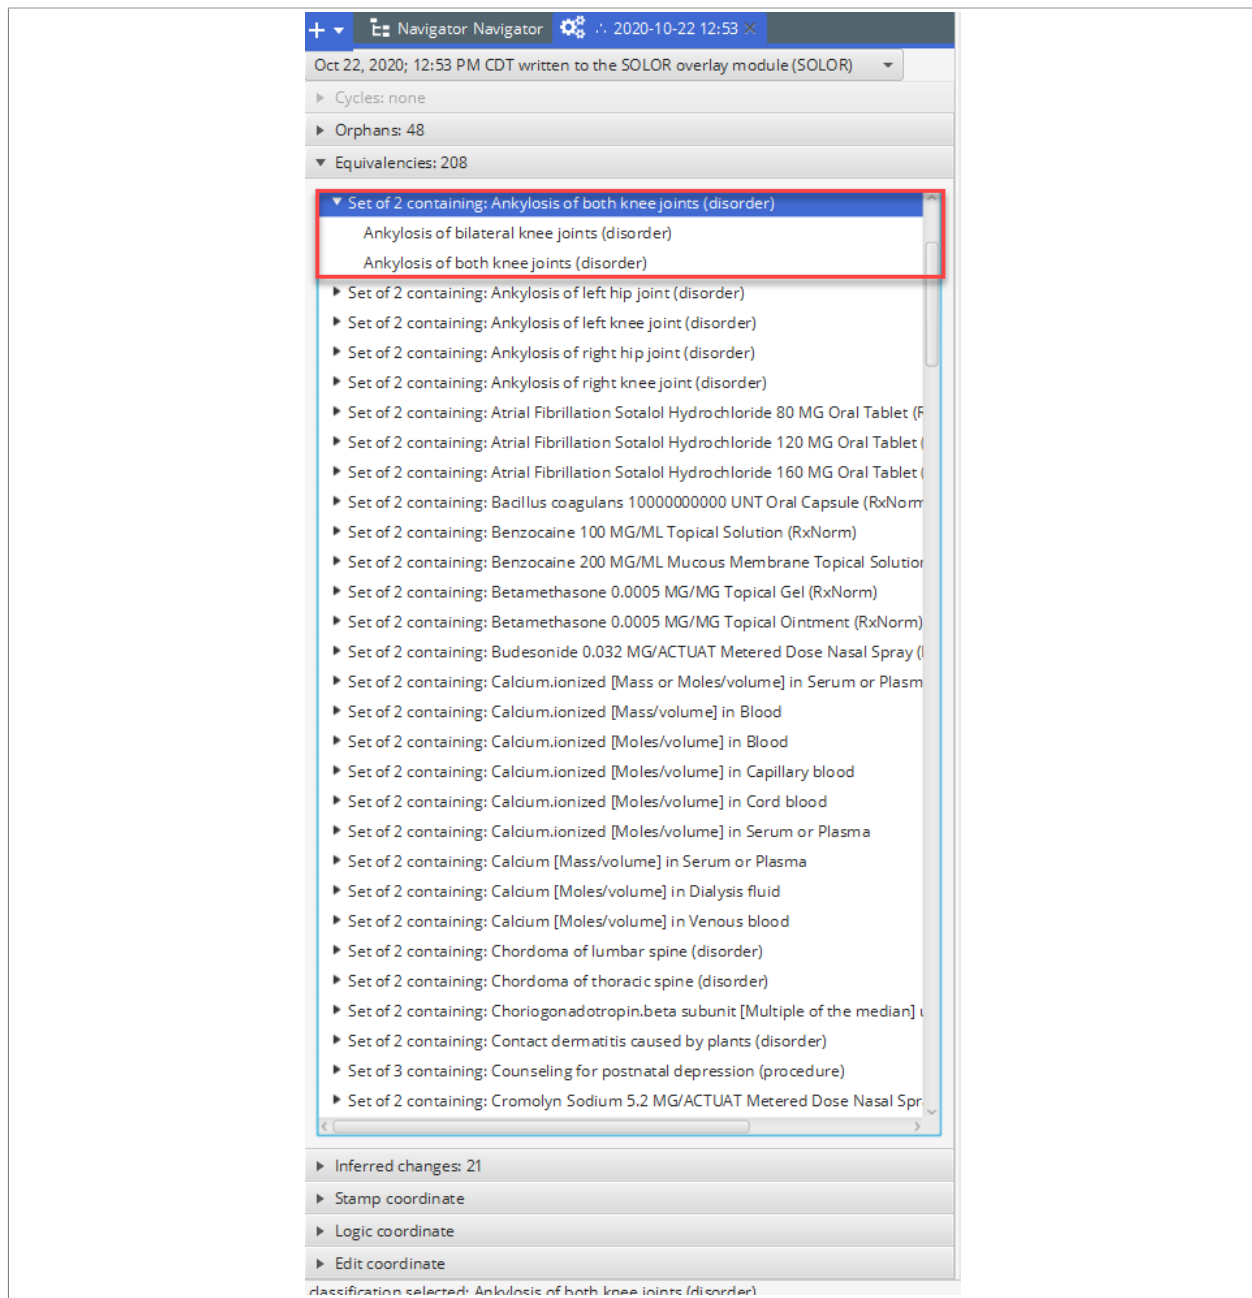 + Navigator Navigator ∴ 2020-10-22 12:53 ×
Oct 22, 2020; 12:53 PM CDT written to the SOLOR overlay module (SOLOR)
Cycles: none
Orphans: 48
Equivalencies: 208
Set of 2 containing: Ankylosis of both knee joints (disorder)
Ankylosis of bilateral knee joints (disorder)
Ankylosis of both knee joints (disorder)
Set of 2 containing: Ankylosis of left hip joint (disorder)
Set of 2 containing: Ankylosis of left knee joint (disorder)
Set of 2 containing: Ankylosis of right hip joint (disorder)
Set of 2 containing: Ankylosis of right knee joint (disorder)
Set of 2 containing: Atrial Fibrillation Sotalol Hydrochloride 80 MG Oral Tablet (
Set of 2 containing: Atrial Fibrillation Sotalol Hydrochloride 120 MG Oral Tablet (
Set of 2 containing: Atrial Fibrillation Sotalol Hydrochloride 160 MG Oral Tablet (
Set of 2 containing: Bacillus coagulans 10000000000 UNT Oral Capsule (RxNorm
Set of 2 containing: Benzocaine 100 MG/ML Topical Solution (RxNorm)
Set of 2 containing: Benzocaine 200 MG/ML Mucous Membrane Topical Solution
Set of 2 containing: Betamethasone 0.0005 MG/MG Topical Gel (RxNorm)
Set of 2 containing: Betamethasone 0.0005 MG/MG Topical Ointment (RxNorm)
Set of 2 containing: Budesonide 0.032 MG/ACTUAT Metered Dose Nasal Spray (
Set of 2 containing: Calcium.ionized [Mass or Moles/volume] in Serum or Plasm
Set of 2 containing: Calcium.ionized [Mass/volume] in Blood
Set of 2 containing: Calcium.ionized [Moles/volume] in Blood
Set of 2 containing: Calcium.ionized [Moles/volume] in Capillary blood
Set of 2 containing: Calcium.ionized [Moles/volume] in Cord blood
Set of 2 containing: Calcium.ionized [Moles/volume] in Serum or Plasma
Set of 2 containing: Calcium [Mass/volume] in Serum or Plasma
Set of 2 containing: Calcium [Moles/volume] in Dialysis fluid
Set of 2 containing: Calcium [Moles/volume] in Venous blood
Set of 2 containing: Chordoma of lumbar spine (disorder)
Set of 2 containing: Chordoma of thoracic spine (disorder)
Set of 2 containing: Choriogonadotropin.beta subunit [Multiple of the median]
Set of 2 containing: Contact dermatitis caused by plants (disorder)
Set of 3 containing: Counseling for postnatal depression (procedure)
Set of 2 containing: Cromolyn Sodium 5.2 MG/ACTUAT Metered Dose Nasal Spr
Inferred changes: 21
Stamp coordinate
Logic coordinate
Edit coordinate
classification selected: Ankylosis of both knee joints (disorder)